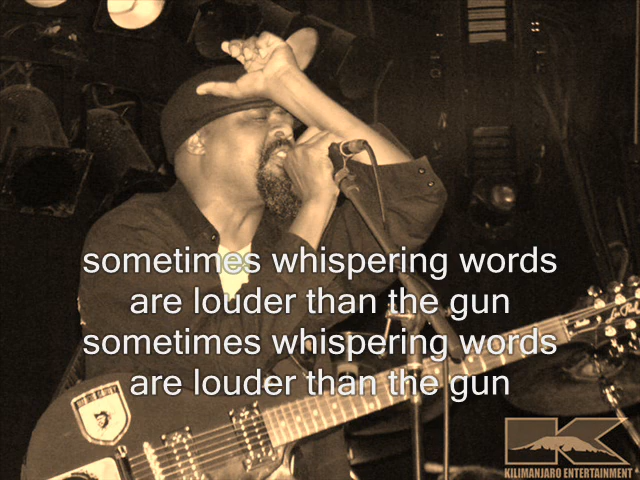 sometimes whispering words
are louder than the gun
sometimes whispering words
are louder than the gun
KILIMANJARO ENTERTAINMENT